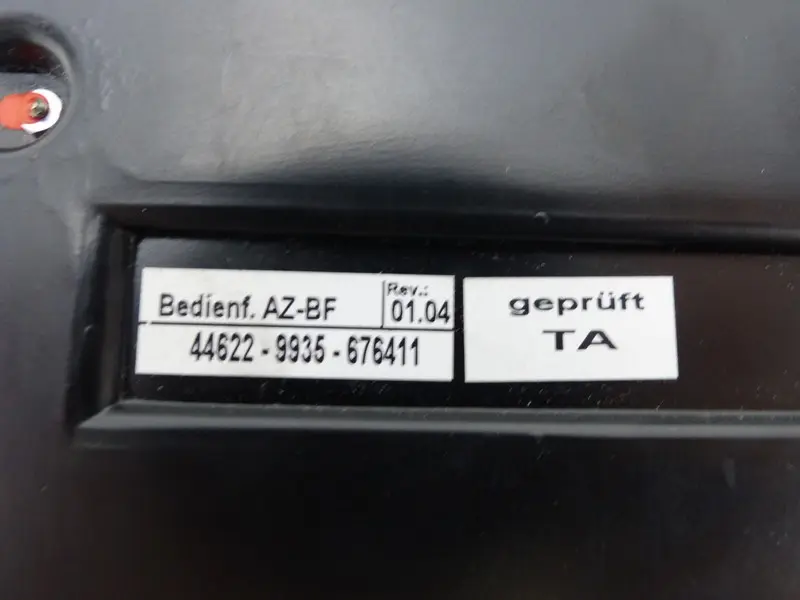 Bedienf. AZ-BF
Rev.:
01.04
44622 - 9935 - 676411
geprüft
TA